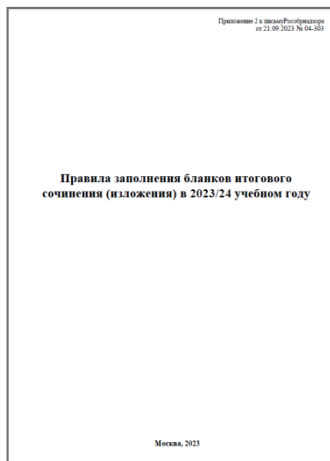 Приложение 2 к письму Рособрнадзора
от 21.09.2023 № 04-303
Правила заполнения бланков итогового
сочинения (изложения) в 2023/24 учебном году
Москва, 2023